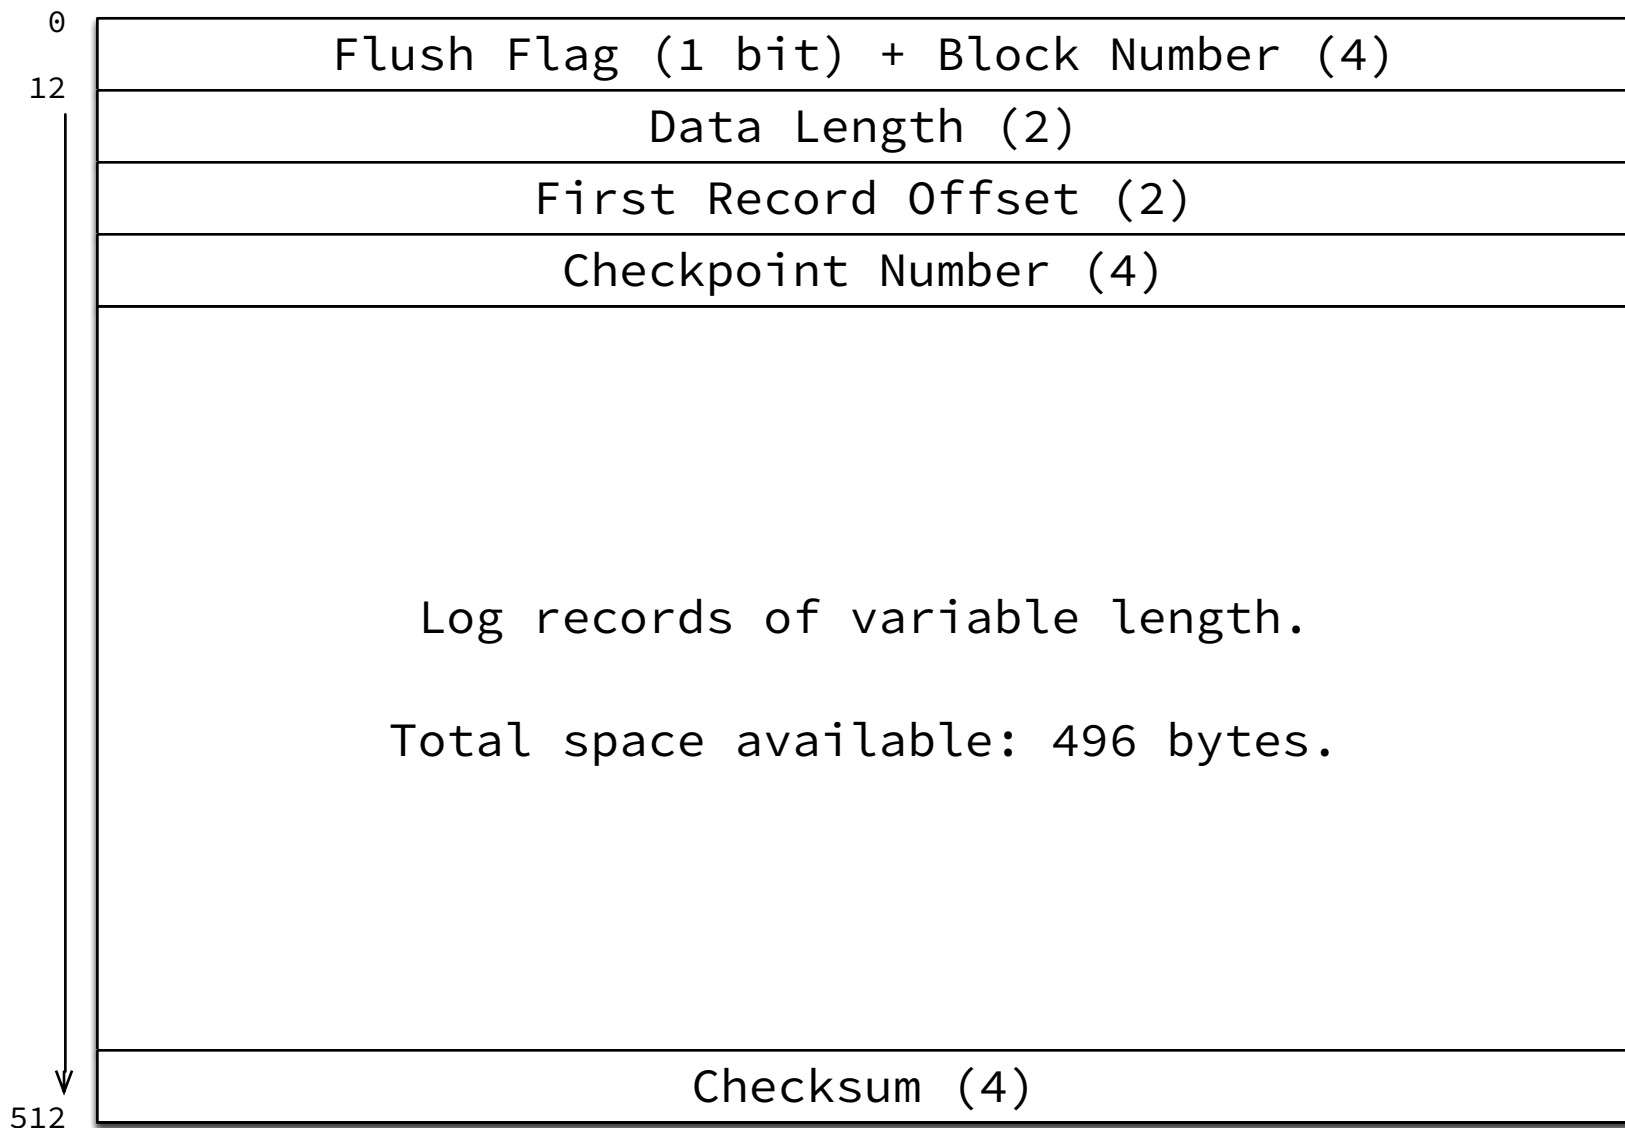 0
Flush Flag (1 bit) + Block Number (4)
12
Data Length (2)
First Record Offset (2)
Checkpoint Number (4)
Log records of variable length.
Total space available: 496 bytes.
Checksum (4)
512